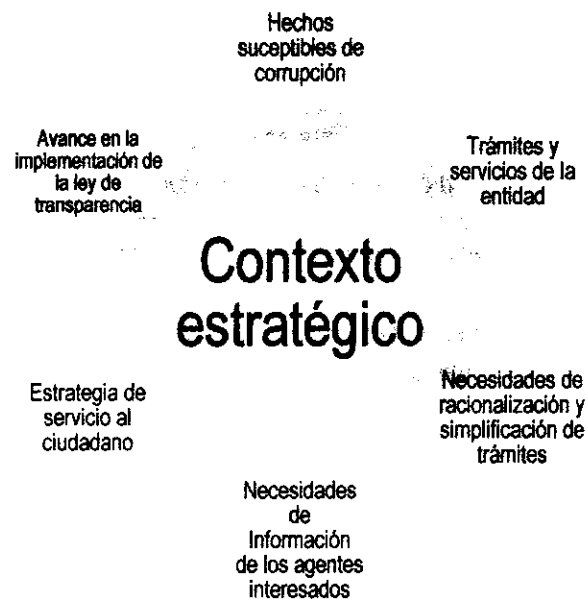 Hechos
suceptibles de
corrupción
Avance en la
implementación de
la ley de
transparencia
Trámites y
servicios de la
entidad
Contexto
estratégico
Estrategia de
servicio al
ciudadano
Necesidades de
racionalización y
simplificación de
trámites
Necesidades
de
Información
de los agentes
interesados